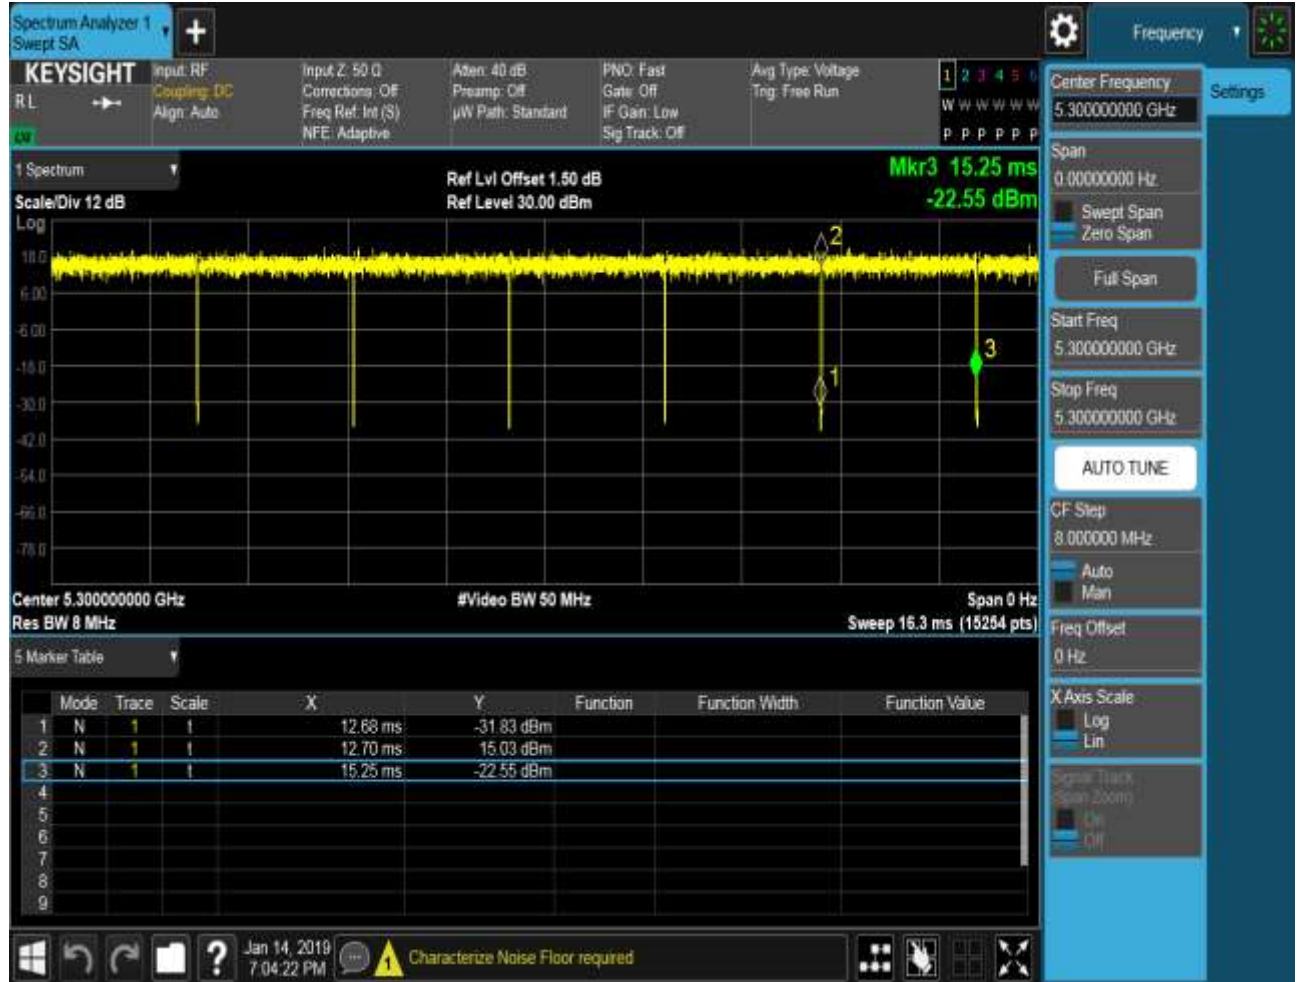 Spectrum Analyzer 1
Swept SA
+
Frequency
KEYSIGHT
RL
Input: RF
Coupling: DC
Align: Auto
Input Z: 50 Ω
Corrections: Off
Freq Ref: Int (S)
NFE: Adaptive
Atten: 40 dB
Preamp: Off
µW Path: Standard
PNO: Fast
Gate: Off
IF Gain: Low
Sig Track: Off
Avg Type: Voltage
Trig: Free Run
1 2 3 4 5 6
W W W W W W
P P P P P P
1 Spectrum
Scale/Div 12 dB
Ref Lvl Offset 1.50 dB
Ref Level 30.00 dBm
Mkr3 15.25 ms
-22.55 dBm
Log
18.0
6.00
-6.00
-18.0
-30.0
-42.0
-54.0
-66.0
-78.0
2
1
3
Center 5.300000000 GHz
#Video BW 50 MHz
Span 0 Hz
Res BW 8 MHz
Sweep 16.3 ms (15254 pts)
5 Marker Table
Mode Trace Scale X Y Function Function Width Function Value
1 N 1 t 12.68 ms -31.83 dBm
2 N 1 t 12.70 ms 15.03 dBm
3 N 1 t 15.25 ms -22.55 dBm
4
5
6
7
8
9
Center Frequency
5.300000000 GHz
Settings
Span
0.00000000 Hz
Swept Span
Zero Span
Full Span
Start Freq
5.300000000 GHz
Stop Freq
5.300000000 GHz
AUTO TUNE
CF Step
8.000000 MHz
Auto
Man
Freq Offset
0 Hz
X Axis Scale
Log
Lin
Signal Track
(Span Zoom)
On
Off
?
Jan 14, 2019
7:04:22 PM
1
Characterize Noise Floor required